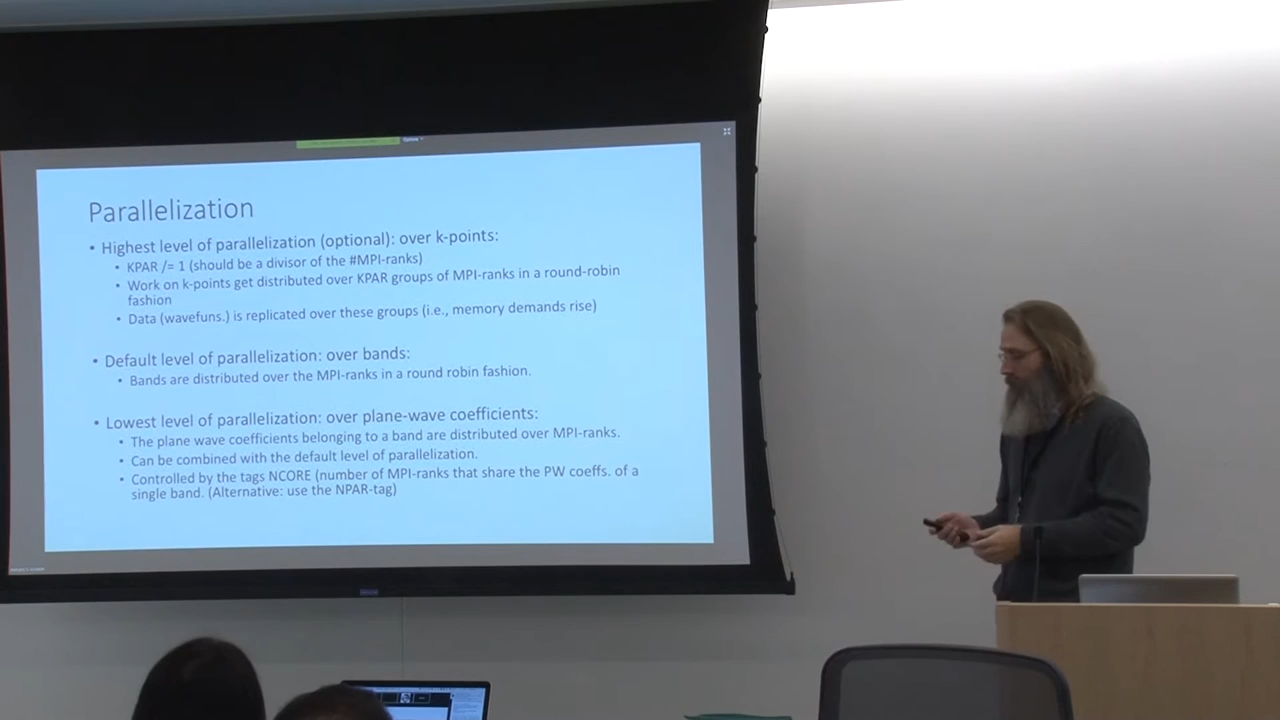 Parallelization
• Highest level of parallelization (optional): over k-points:
• KPAR /= 1 (should be a divisor of the #MPI-ranks)
• Work on k-points get distributed over KPAR groups of MPI-ranks in a round-robin
fashion
• Data (wavefuns.) is replicated over these groups (i.e., memory demands rise)
• Default level of parallelization: over bands:
• Bands are distributed over the MPI-ranks in a round robin fashion.
• Lowest level of parallelization: over plane-wave coefficients:
• The plane wave coefficients belonging to a band are distributed over MPI-ranks.
• Can be combined with the default level of parallelization.
• Controlled by the tags NCORE (number of MPI-ranks that share the PW coeffs. of a
single band. (Alternative: use the NPAR-tag)